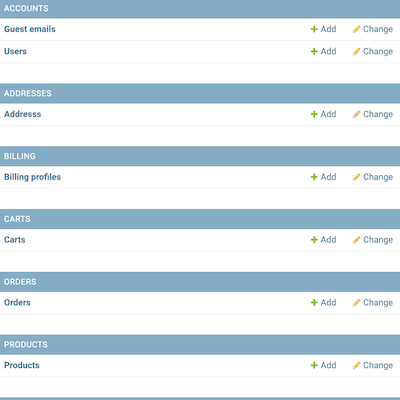 ACCOUNTS
Guest emails Add Change
Users Add Change
ADDRESSES
Addresss Add Change
BILLING
Billing profiles Add Change
CARTS
Carts Add Change
ORDERS
Orders Add Change
PRODUCTS
Products Add Change